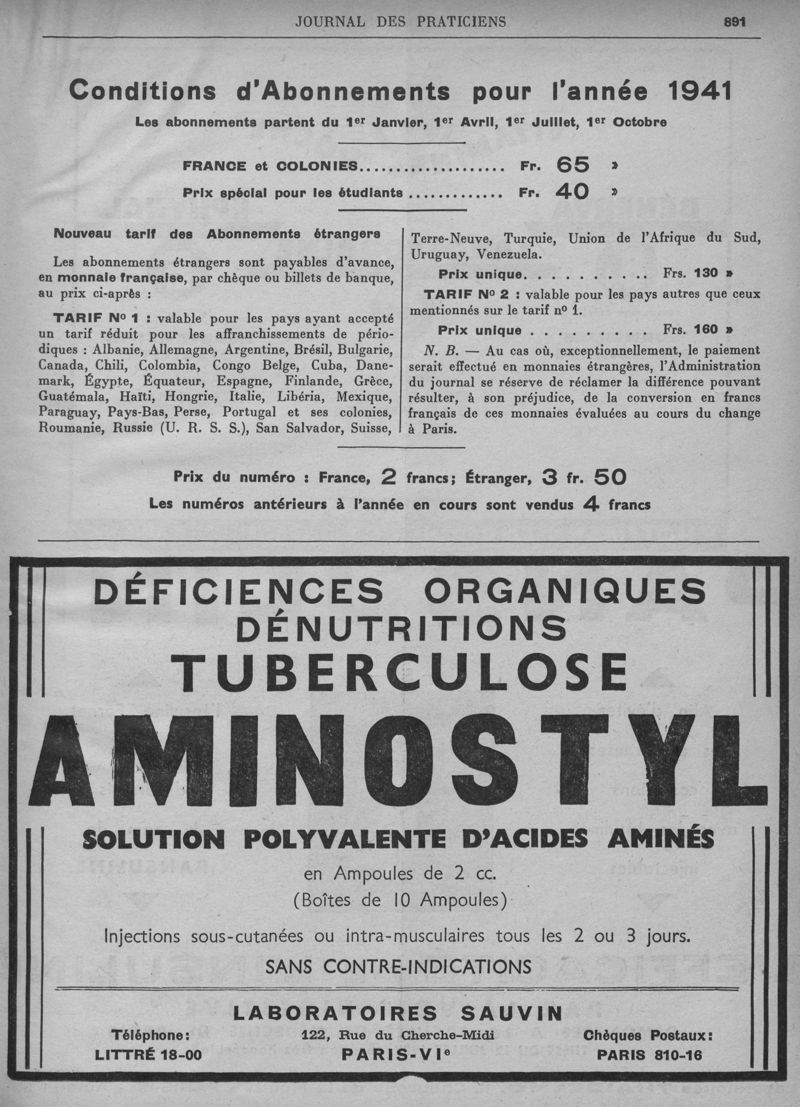 JOURNAL DES PRATICIENS 891
Conditions d'Abonnements pour l'année 1941
Les abonnements partent du 1er Janvier, 1er Avril, 1er Juillet, 1er Octobre
FRANCE et COLONIES.................... Fr. 65 »
Prix spécial pour les étudiants ............. Fr. 40 »
Nouveau tarif des Abonnements étrangers
Les abonnements étrangers sont payables d'avance,
en monnaie française, par chèque ou billets de banque,
au prix ci-après :
TARIF No 1 : valable pour les pays ayant accepté
un tarif réduit pour les affranchissements de pério-
diques : Albanie, Allemagne, Argentine, Brésil, Bulgarie,
Canada, Chili, Colombia, Congo Belge, Cuba, Dane-
mark, Égypte, Équateur, Espagne, Finlande, Grèce,
Guatémala, Haïti, Hongrie, Italie, Libéria, Mexique,
Paraguay, Pays-Bas, Perse, Portugal et ses colonies,
Roumanie, Russie (U. R. S. S.), San Salvador, Suisse,
Terre-Neuve, Turquie, Union de l'Afrique du Sud,
Uruguay, Venezuela.
Prix unique. . . . . . . . . . Frs. 130 »
TARIF No 2 : valable pour les pays autres que ceux
mentionnés sur le tarif no 1.
Prix unique . . . . . . . . . Frs. 160 »
N. B. — Au cas où, exceptionnellement, le paiement
serait effectué en monnaies étrangères, l'Administration
du journal se réserve de réclamer la différence pouvant
résulter, à son préjudice, de la conversion en francs
français de ces monnaies évaluées au cours du change
à Paris.
Prix du numéro : France, 2 francs; Étranger, 3 fr. 50
Les numéros antérieurs à l'année en cours sont vendus 4 francs
DÉFICIENCES ORGANIQUES
DÉNUTRITIONS
TUBERCULOSE
AMINOSTYL
SOLUTION POLYVALENTE D'ACIDES AMINÉS
en Ampoules de 2 cc.
(Boîtes de 10 Ampoules)
Injections sous-cutanées ou intra-musculaires tous les 2 ou 3 jours.
SANS CONTRE-INDICATIONS
LABORATOIRES SAUVIN
Téléphone: 122, Rue du Cherche-Midi Chèques Postaux:
LITTRÉ 18-00 PARIS-VIe PARIS 810-16